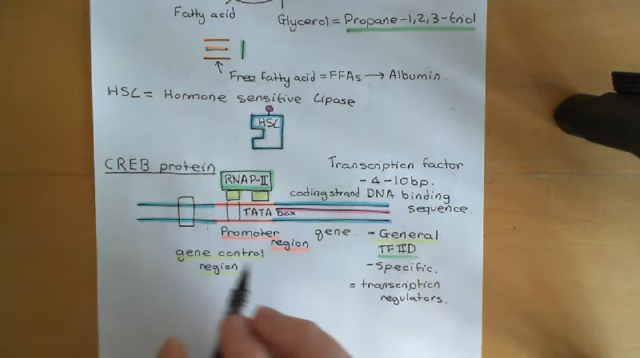 Fatty acid
Glycerol = Propane-1,2,3-triol
Free fatty acid = FFAs → Albumin.
HSL = Hormone sensitive Lipase
HSL
CREB protein
RNAP-II
Transcription factor
- 4-10bp.
coding strand DNA binding
sequence.
TATA box
Promoter
region
gene.
gene control
region
- General
TFIID
- Specific.
= transcription
regulators.